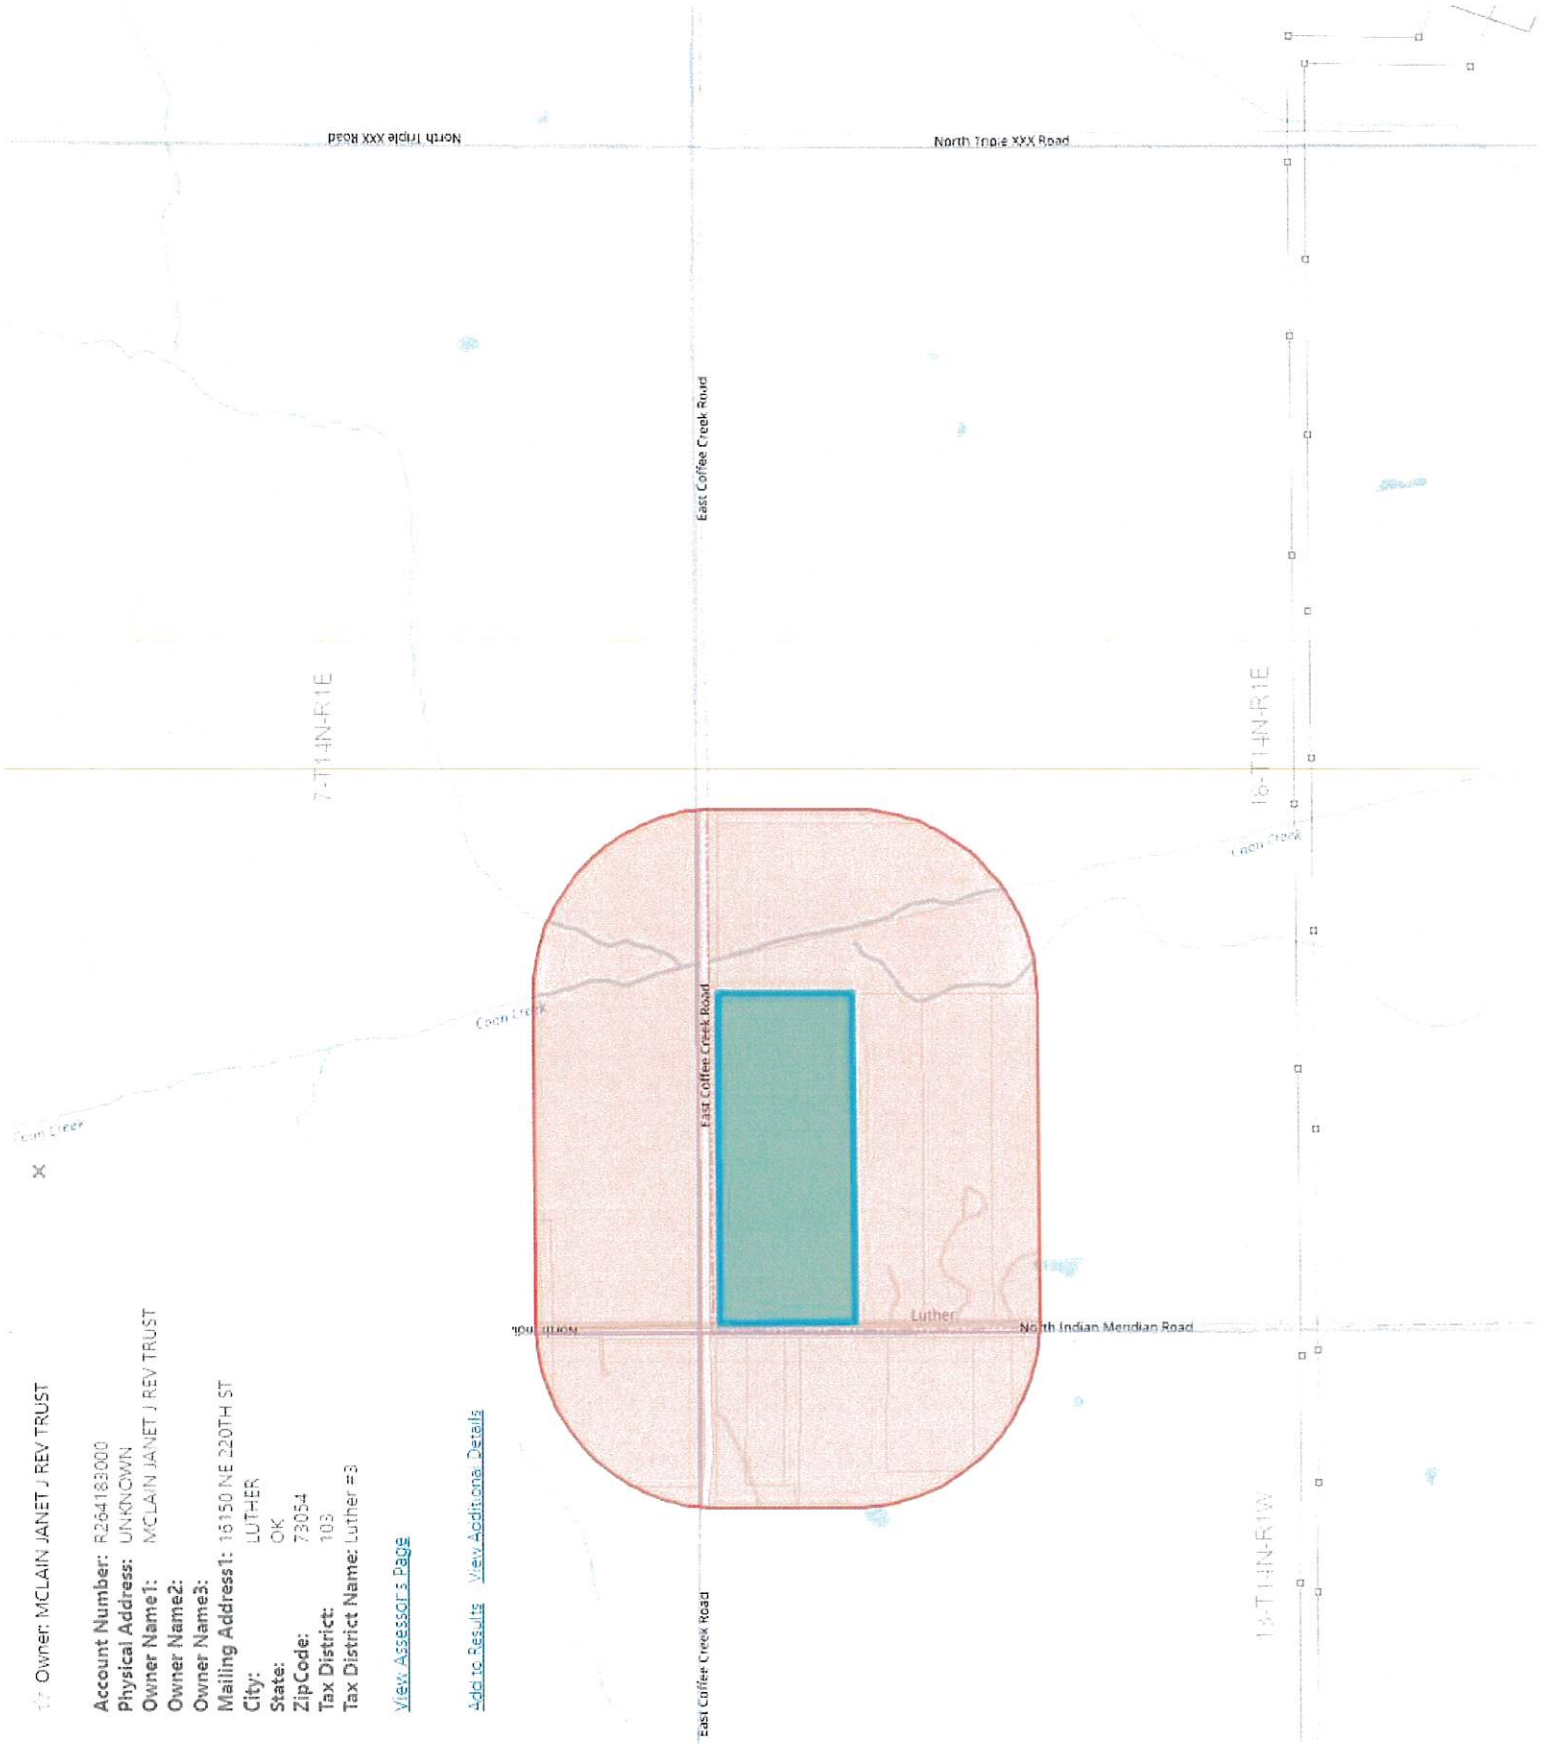 Owner: MCLAIN JANET J REV TRUST
X
Account Number: R264183000
Physical Address: UNKNOWN
Owner Name1: MCLAIN JANET J REV TRUST
Owner Name2:
Owner Name3:
Mailing Address1: 16150 NE 220TH ST
City: LUTHER
State: OK
ZipCode: 73054
Tax District: 103
Tax District Name: Luther #3
View Assessor's Page
Add to Results View Additional Details
North Triple XXX Road
North Triple XXX Road
East Coffee Creek Road
7-T14N-R1E
18-T14N-R1E
Coon Creek
Coon Creek
Coon Creek
East Coffee Creek Road
Luther
North Indi
North Indian Meridian Road
East Coffee Creek Road
13-T14N-R1W